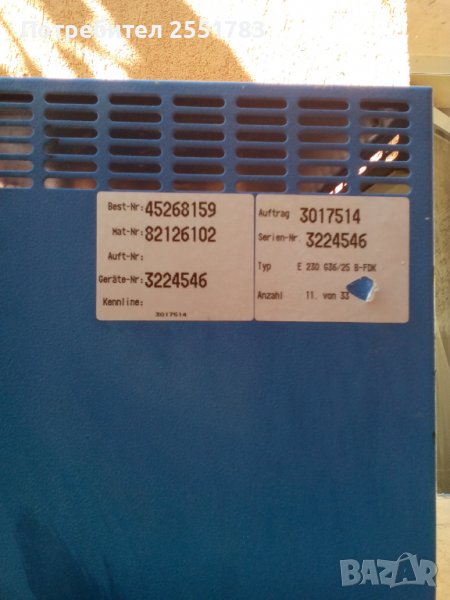 Потребител 2551783
Best-Nr: 45268159
Mat-Nr: 82126102
Auft-Nr:
Geräte-Nr: 3224546
Kennline:
3017514
Auftrag 3017514
Serien-Nr. 3224546
Typ E 230 G36/25 B-FDK
Anzahl 11. von 33
BAZAR